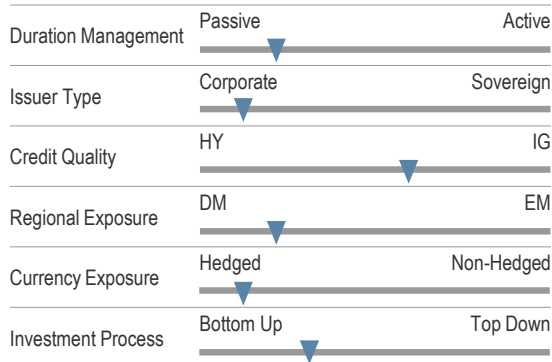 Duration Management Passive Active
Issuer Type Corporate Sovereign
Credit Quality HY IG
Regional Exposure DM EM
Currency Exposure Hedged Non-Hedged
Investment Process Bottom Up Top Down